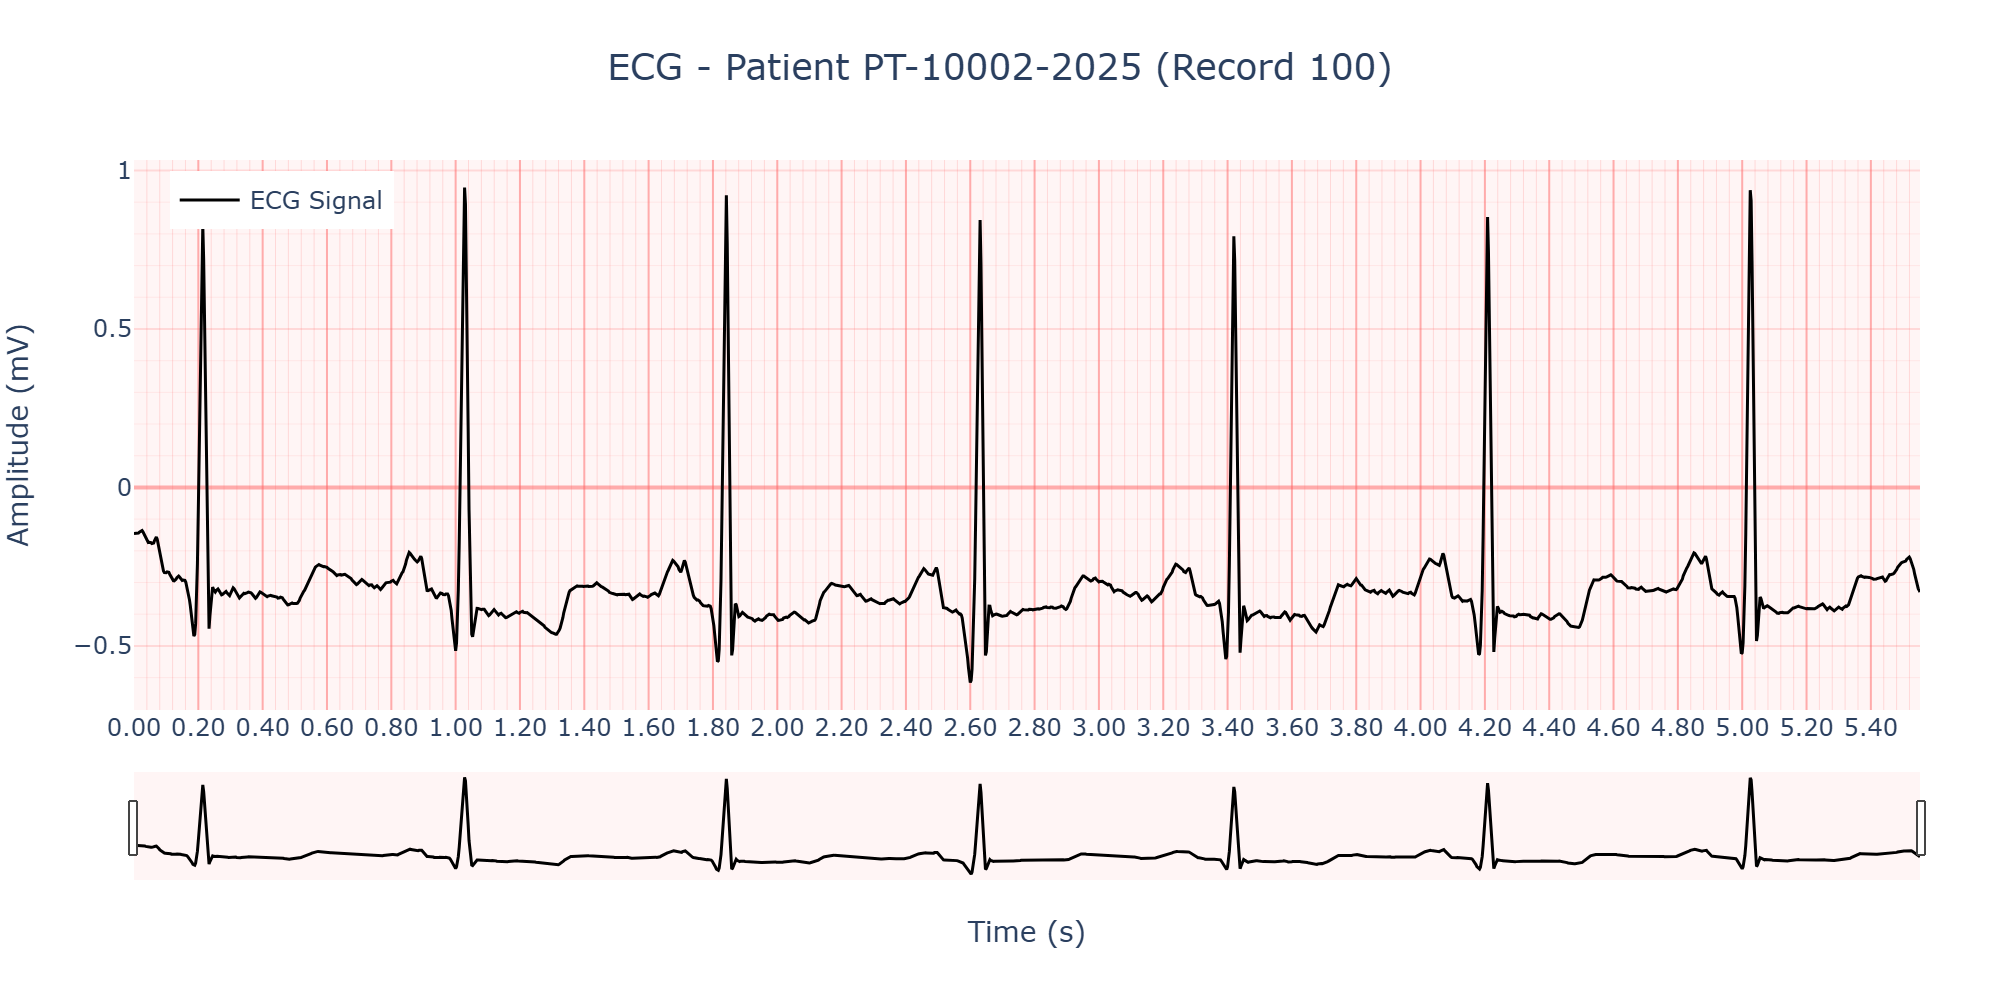 ECG - Patient PT-10002-2025 (Record 100)
ECG Signal
Amplitude (mV)
1
0.5
0
−0.5
0.00 0.20 0.40 0.60 0.80 1.00 1.20 1.40 1.60 1.80 2.00 2.20 2.40 2.60 2.80 3.00 3.20 3.40 3.60 3.80 4.00 4.20 4.40 4.60 4.80 5.00 5.20 5.40
Time (s)